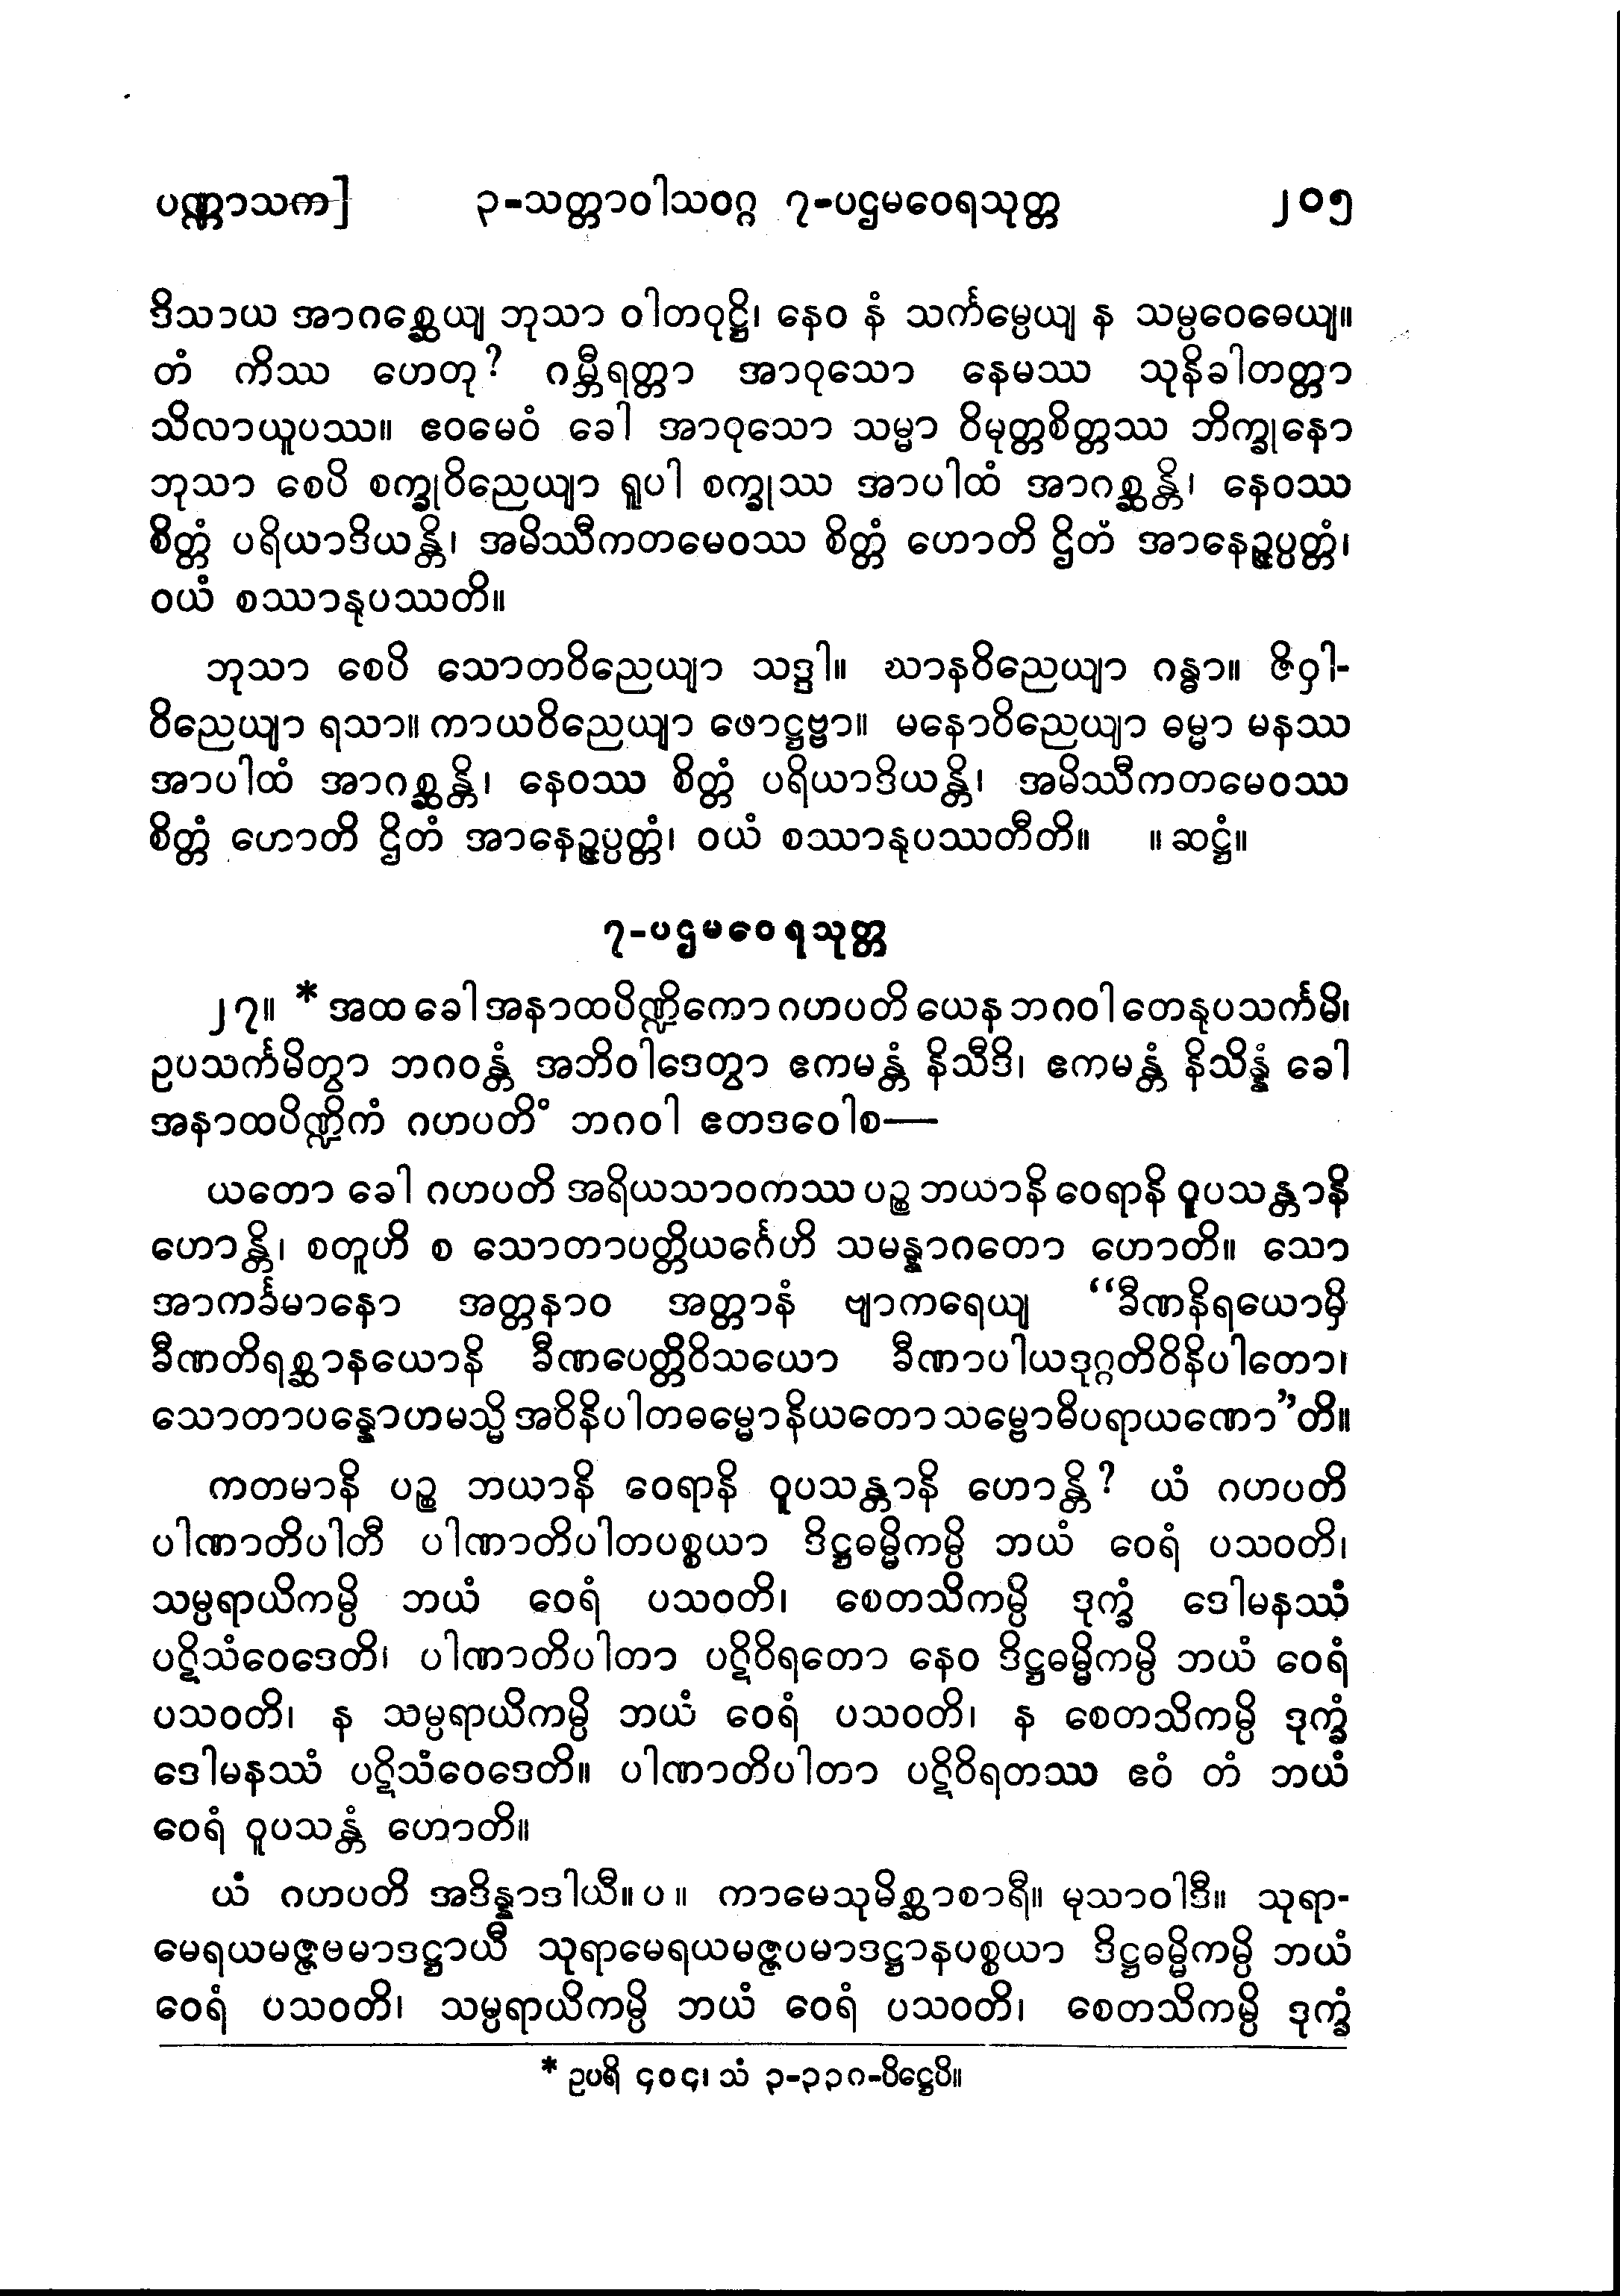 ပဏ္ဏာသက] ၃-သတ္တာဝါသဝဂ္ဂ ၇-ပဌမဝေရသုတ္တ ၂၀၅
ဒိသာယ အာဂစ္ဆေယျ ဘုသာ ဝါတဝုဋ္ဌိ၊ နေဝ နံ သင်္ကမ္ပေယျ န သမ္ပဝေဓေယျ။
တံ ကိဿ ဟေတု? ဂမ္ဘီရတ္တာ အာဝုသော နေမဿ သုနိခါတတ္တာ
သိလာယူပဿ။ ဧဝမေဝံ ခေါ အာဝုသော သမ္မာ ဝိမုတ္တစိတ္တဿ ဘိက္ခုနော
ဘုသာ စေပိ စက္ခုဝိညေယျာ ရူပါ စက္ခုဿ အာပါထံ အာဂစ္ဆန္တိ၊ နေဝဿ
စိတ္တံ ပရိယာဒိယန္တိ၊ အမိဿီကတမေဝဿ စိတ္တံ ဟောတိ ဌိတံ အာနေဉ္ဇပ္ပတ္တံ၊
ဝယံ စဿာနုပဿတိ။
ဘုသာ စေပိ သောတဝိညေယျာ သဒ္ဒါ။ ဃာနဝိညေယျာ ဂန္ဓာ။ ဇိဝှါ-
ဝိညေယျာ ရသာ။ ကာယဝိညေယျာ ဖောဋ္ဌဗ္ဗာ။ မနောဝိညေယျာ ဓမ္မာ မနဿ
အာပါထံ အာဂစ္ဆန္တိ၊ နေဝဿ စိတ္တံ ပရိယာဒိယန္တိ၊ အမိဿီကတမေဝဿ
စိတ္တံ ဟောတိ ဌိတံ အာနေဉ္ဇပ္ပတ္တံ၊ ဝယံ စဿာနုပဿတီတိ။ ။ ဆဋ္ဌံ။
၇-ပဌမဝေရသုတ္တ
၂၇။ * အထ ခေါ အနာထပိဏ္ဍိကော ဂဟပတိ ယေန ဘဂဝါ တေနုပသင်္ကမိ၊
ဥပသင်္ကမိတွာ ဘဂဝန္တံ အဘိဝါဒေတွာ ဧကမန္တံ နိသီဒိ၊ ဧကမန္တံ နိသိန္နံ ခေါ
အနာထပိဏ္ဍိကံ ဂဟပတိံ ဘဂဝါ ဧတဒဝေါစ—
ယတော ခေါ ဂဟပတိ အရိယသာဝကဿ ပဉ္စ ဘယာနိ ဝေရာနိ ဝူပသန္တာနိ
ဟောန္တိ၊ စတူဟိ စ သောတာပတ္တိယင်္ဂေဟိ သမန္နာဂတော ဟောတိ။ သော
အာကင်္ခမာနော အတ္တနာဝ အတ္တာနံ ဗျာကရေယျ “ခီဏနိရယောမှိ
ခီဏတိရစ္ဆာနယောနိ ခီဏပေတ္တိဝိသယော ခီဏာပါယဒုဂ္ဂတိဝိနိပါတော၊
သောတာပန္နောဟမသ္မိ အဝိနိပါတဓမ္မော နိယတော သမ္ဗောဓိပရာယဏော”တိ။
ကတမာနိ ပဉ္စ ဘယာနိ ဝေရာနိ ဝူပသန္တာနိ ဟောန္တိ? ယံ ဂဟပတိ
ပါဏာတိပါတီ ပါဏာတိပါတပစ္စယာ ဒိဋ္ဌဓမ္မိကမ္ပိ ဘယံ ဝေရံ ပသဝတိ၊
သမ္ပရာယိကမ္ပိ ဘယံ ဝေရံ ပသဝတိ၊ စေတသိကမ္ပိ ဒုက္ခံ ဒေါမနဿံ
ပဋိသံဝေဒေတိ၊ ပါဏာတိပါတာ ပဋိဝိရတော နေဝ ဒိဋ္ဌဓမ္မိကမ္ပိ ဘယံ ဝေရံ
ပသဝတိ၊ န သမ္ပရာယိကမ္ပိ ဘယံ ဝေရံ ပသဝတိ၊ န စေတသိကမ္ပိ ဒုက္ခံ
ဒေါမနဿံ ပဋိသံဝေဒေတိ။ ပါဏာတိပါတာ ပဋိဝိရတဿ ဧဝံ တံ ဘယံ
ဝေရံ ဝူပသန္တံ ဟောတိ။
ယံ ဂဟပတိ အဒိန္နာဒါယီ။ ပ ။ ကာမေသုမိစ္ဆာစာရီ။ မုသာဝါဒီ။ သုရာ-
မေရယမဇ္ဇဗမာဒဋ္ဌာယီ သုရာမေရယမဇ္ဇပမာဒဋ္ဌာနပစ္စယာ ဒိဋ္ဌဓမ္မိကမ္ပိ ဘယံ
ဝေရံ ပသဝတိ၊ သမ္ပရာယိကမ္ပိ ဘယံ ဝေရံ ပသဝတိ၊ စေတသိကမ္ပိ ဒုက္ခံ
* ဥပရိ ၄၀၄၊ သံ ၃-၃၃၈-ပိဋ္ဌေပိ။